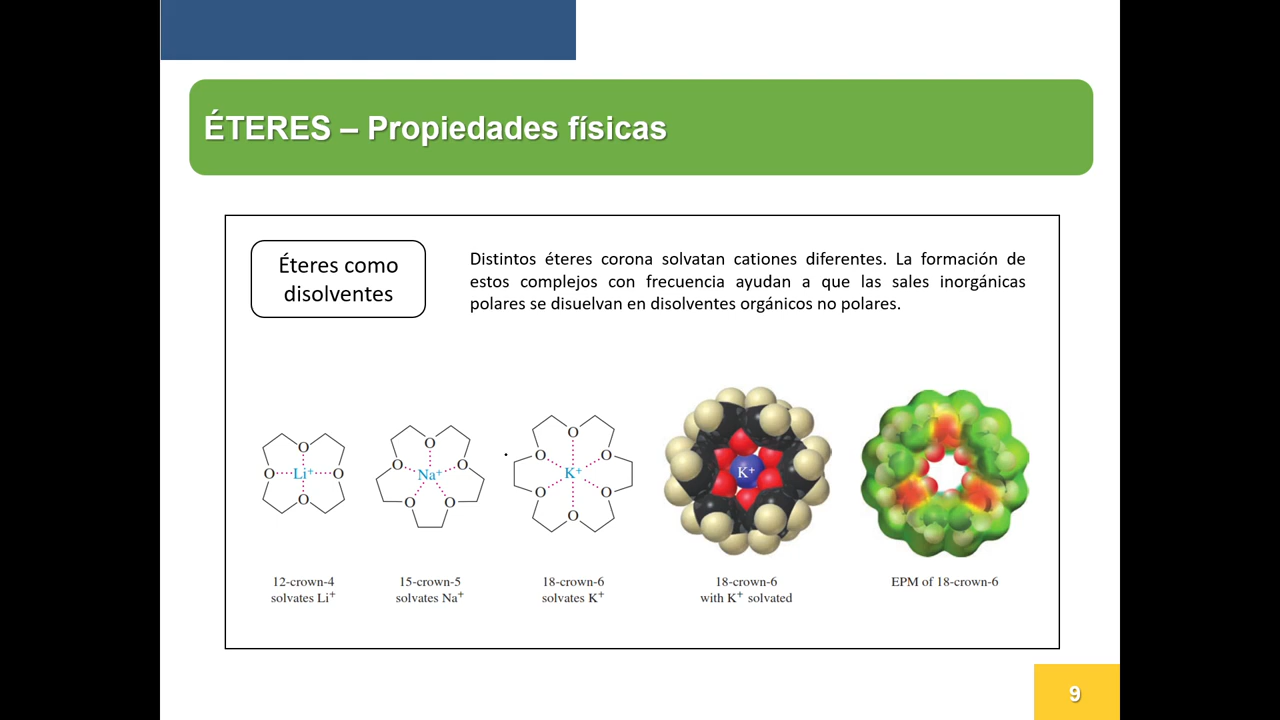 ÉTERES – Propiedades físicas
Éteres como
disolventes
Distintos éteres corona solvatan cationes diferentes. La formación de
estos complejos con frecuencia ayudan a que las sales inorgánicas
polares se disuelvan en disolventes orgánicos no polares.
O
O Li⁺ O
O
O
O O
Na⁺
O O
O
O O
K⁺
O O
O
K⁺
12-crown-4
solvates Li⁺
15-crown-5
solvates Na⁺
18-crown-6
solvates K⁺
18-crown-6
with K⁺ solvated
EPM of 18-crown-6
9